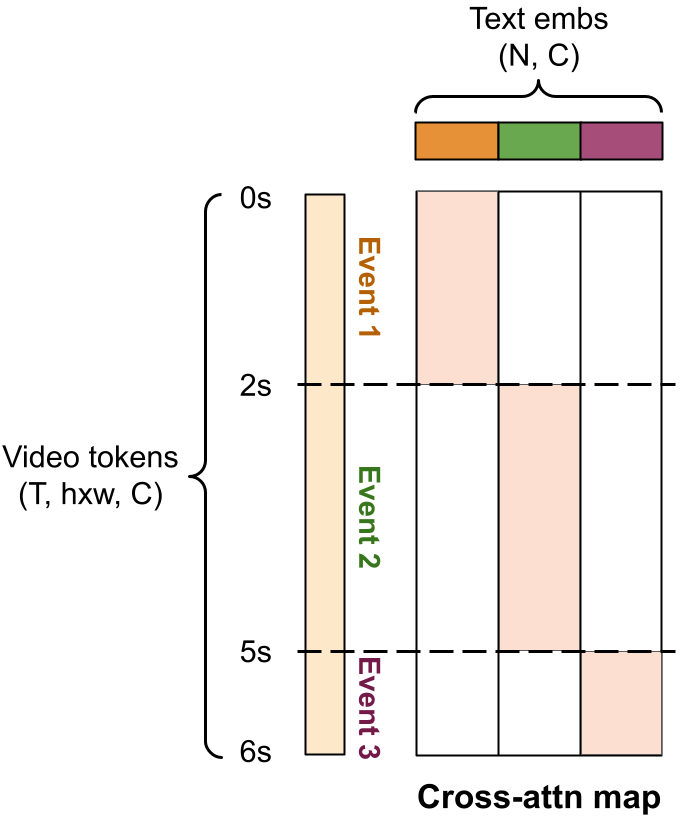 Text embs
(N, C)
0s
Event 1
2s
Video tokens
(T, hxw, C)
Event 2
5s
Event 3
6s
Cross-attn map